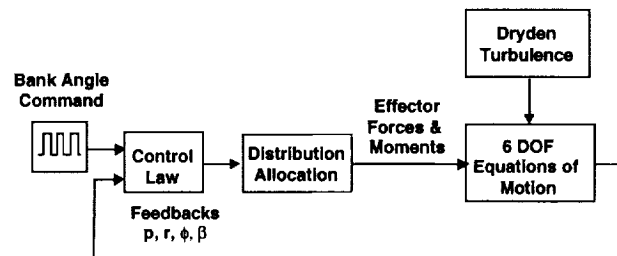 Dryden
Turbulence
Bank Angle
Command
Effector
Forces &
Moments
Control
Law
Distribution
Allocation
6 DOF
Equations of
Motion
Feedbacks
p, r, ϕ, β